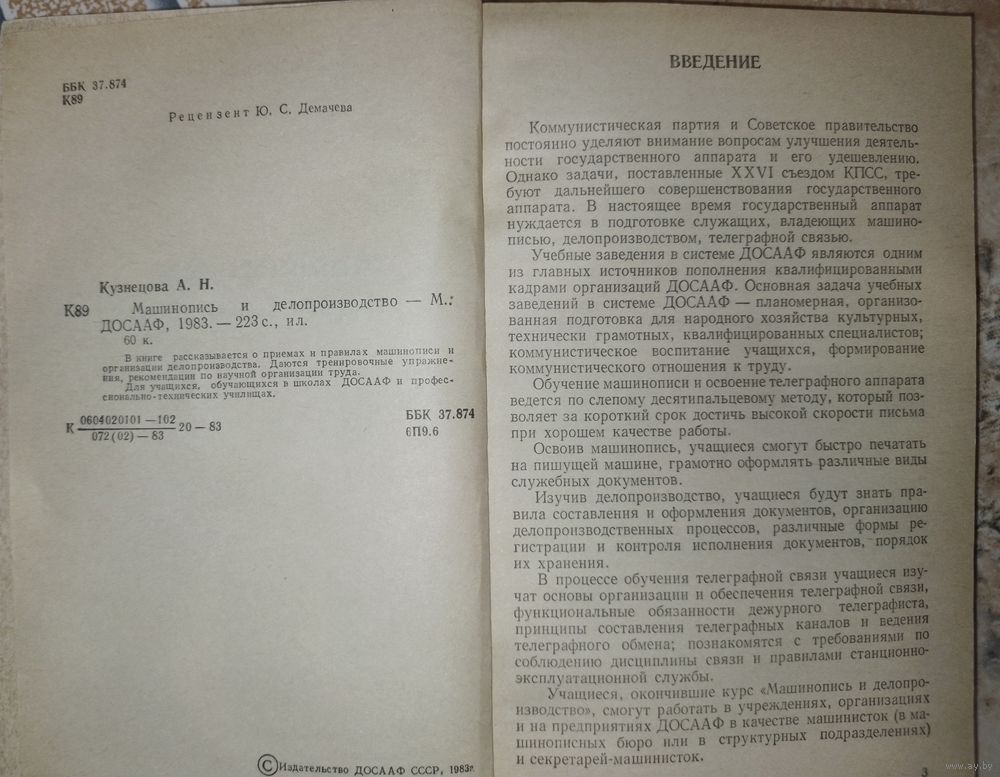 ББК 37.874
К89
Рецензент Ю. С. Демачева
Кузнецова А. Н.
К89 Машинопись и делопроизводство — М.:
ДОСААФ, 1983. — 223 с., ил.
60 к.
В книге рассказывается о приемах и правилах машинописи и
организации делопроизводства. Даются тренировочные упражне-
ния, рекомендации по научной организации труда.
Для учащихся, обучающихся в школах ДОСААФ и профес-
сионально-технических училищах.
К 0604020101—102
072(02)—83 20—83
ББК 37.874
6П9.6
© Издательство ДОСААФ СССР, 1983г.
ВВЕДЕНИЕ
Коммунистическая партия и Советское правительство
постоянно уделяют внимание вопросам улучшения деятель-
ности государственного аппарата и его удешевлению.
Однако задачи, поставленные XXVI съездом КПСС, тре-
буют дальнейшего совершенствования государственного
аппарата. В настоящее время государственный аппарат
нуждается в подготовке служащих, владеющих машино-
писью, делопроизводством, телеграфной связью.
Учебные заведения в системе ДОСААФ являются одним
из главных источников пополнения квалифицированными
кадрами организаций ДОСААФ. Основная задача учебных
заведений в системе ДОСААФ — планомерная, организо-
ванная подготовка для народного хозяйства культурных,
технически грамотных, квалифицированных специалистов;
коммунистическое воспитание учащихся, формирование
коммунистического отношения к труду.
Обучение машинописи и освоение телеграфного аппарата
ведется по слепому десятипальцевому методу, который поз-
воляет за короткий срок достичь высокой скорости письма
при хорошем качестве работы.
Освоив машинопись, учащиеся смогут быстро печатать
на пишущей машине, грамотно оформлять различные виды
служебных документов.
Изучив делопроизводство, учащиеся будут знать пра-
вила составления и оформления документов, организацию
делопроизводственных процессов, различные формы ре-
гистрации и контроля исполнения документов, порядок
их хранения.
В процессе обучения телеграфной связи учащиеся изу-
чат основы организации и обеспечения телеграфной связи,
функциональные обязанности дежурного телеграфиста,
принципы составления телеграфных каналов и ведения
телеграфного обмена; познакомятся с требованиями по
соблюдению дисциплины связи и правилами станционно-
эксплуатационной службы.
Учащиеся, окончившие курс «Машинопись и делопро-
изводство», смогут работать в учреждениях, организациях
и на предприятиях ДОСААФ в качестве машинисток (в ма-
шинописных бюро или в структурных подразделениях)
и секретарей-машинисток.
3
www.ay.by